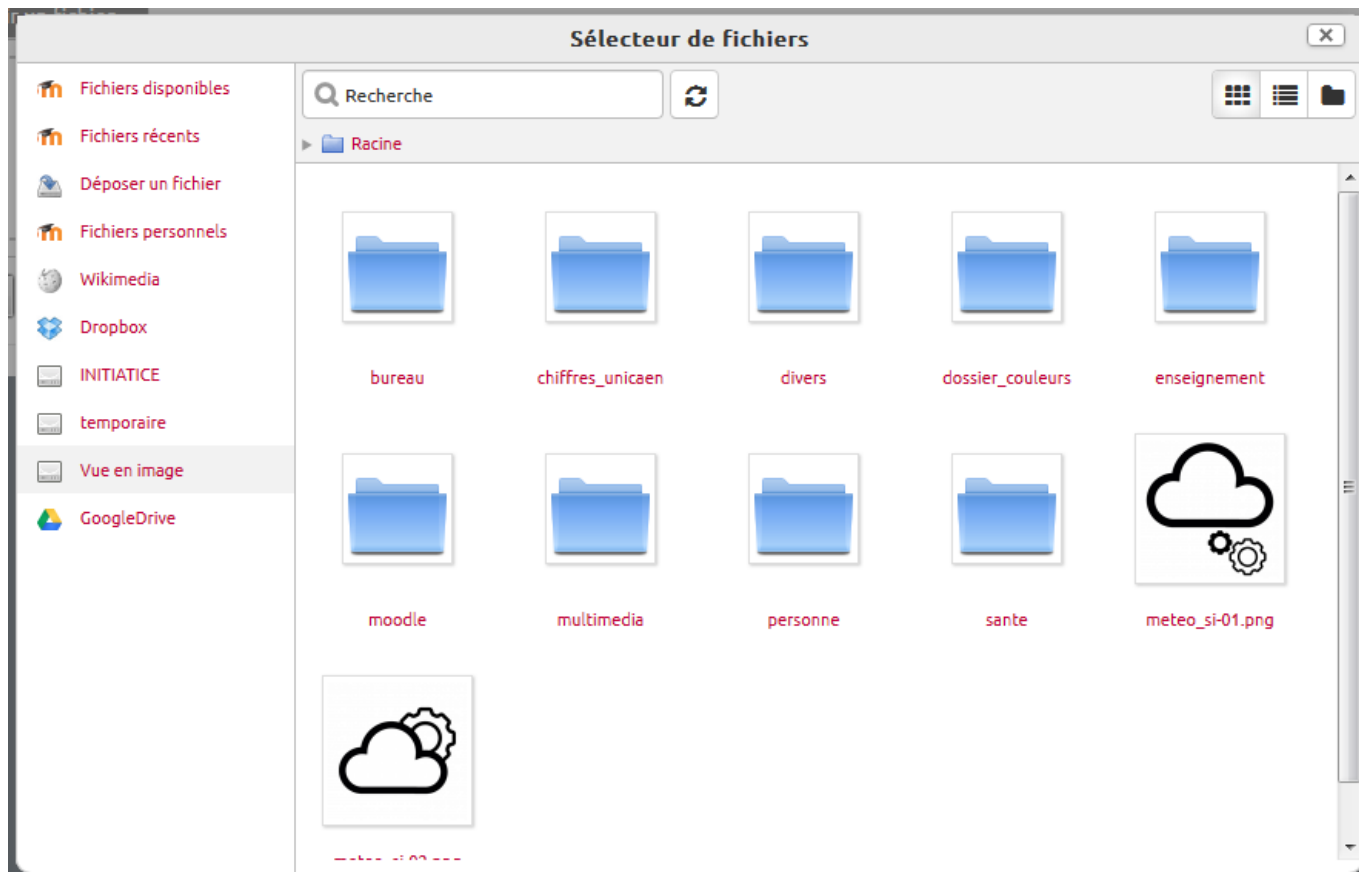 Sélecteur de fichiers
Fichiers disponibles
Fichiers récents
Déposer un fichier
Fichiers personnels
Wikimedia
Dropbox
INITIATICE
temporaire
Vue en image
GoogleDrive
Recherche
Racine
bureau
chiffres_unicaen
divers
dossier_couleurs
enseignement
moodle
multimedia
personne
sante
meteo_si-01.png